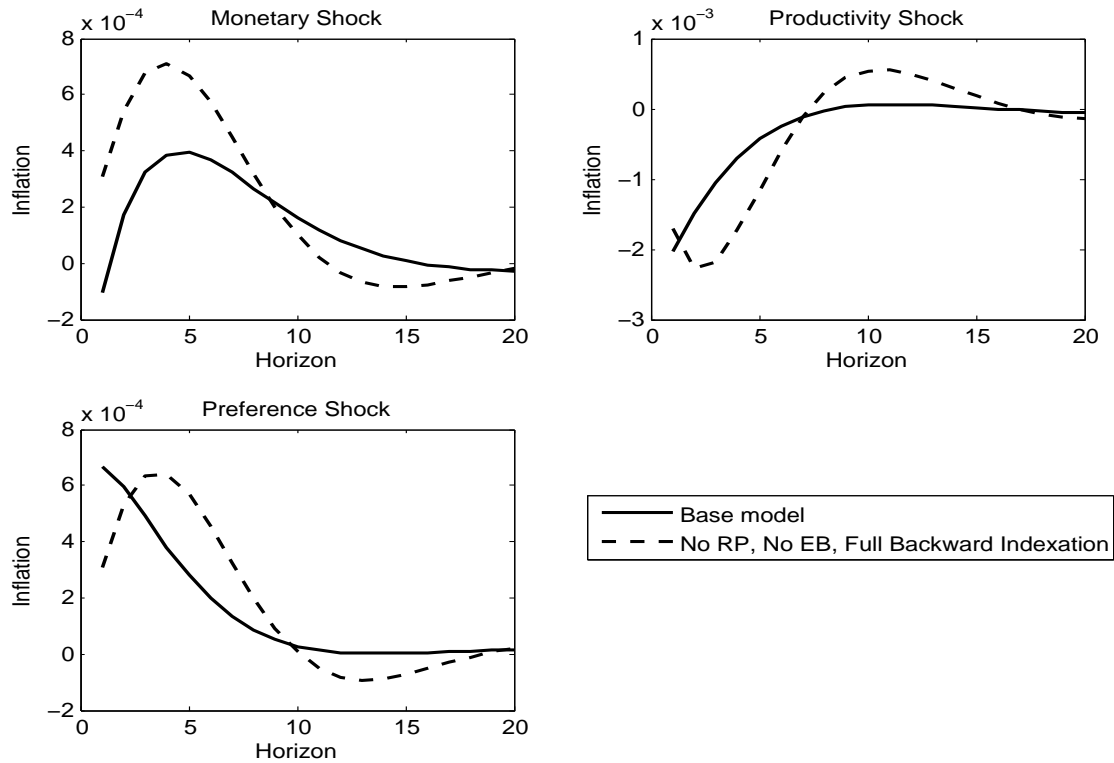 Monetary Shock
x 10−4
8
6
4
2
0
−2
Inflation
0 5 10 15 20
Horizon
Productivity Shock
x 10−3
1
0
−1
−2
−3
Inflation
0 5 10 15 20
Horizon
Preference Shock
x 10−4
8
6
4
2
0
−2
Inflation
0 5 10 15 20
Horizon
Base model
No RP, No EB, Full Backward Indexation